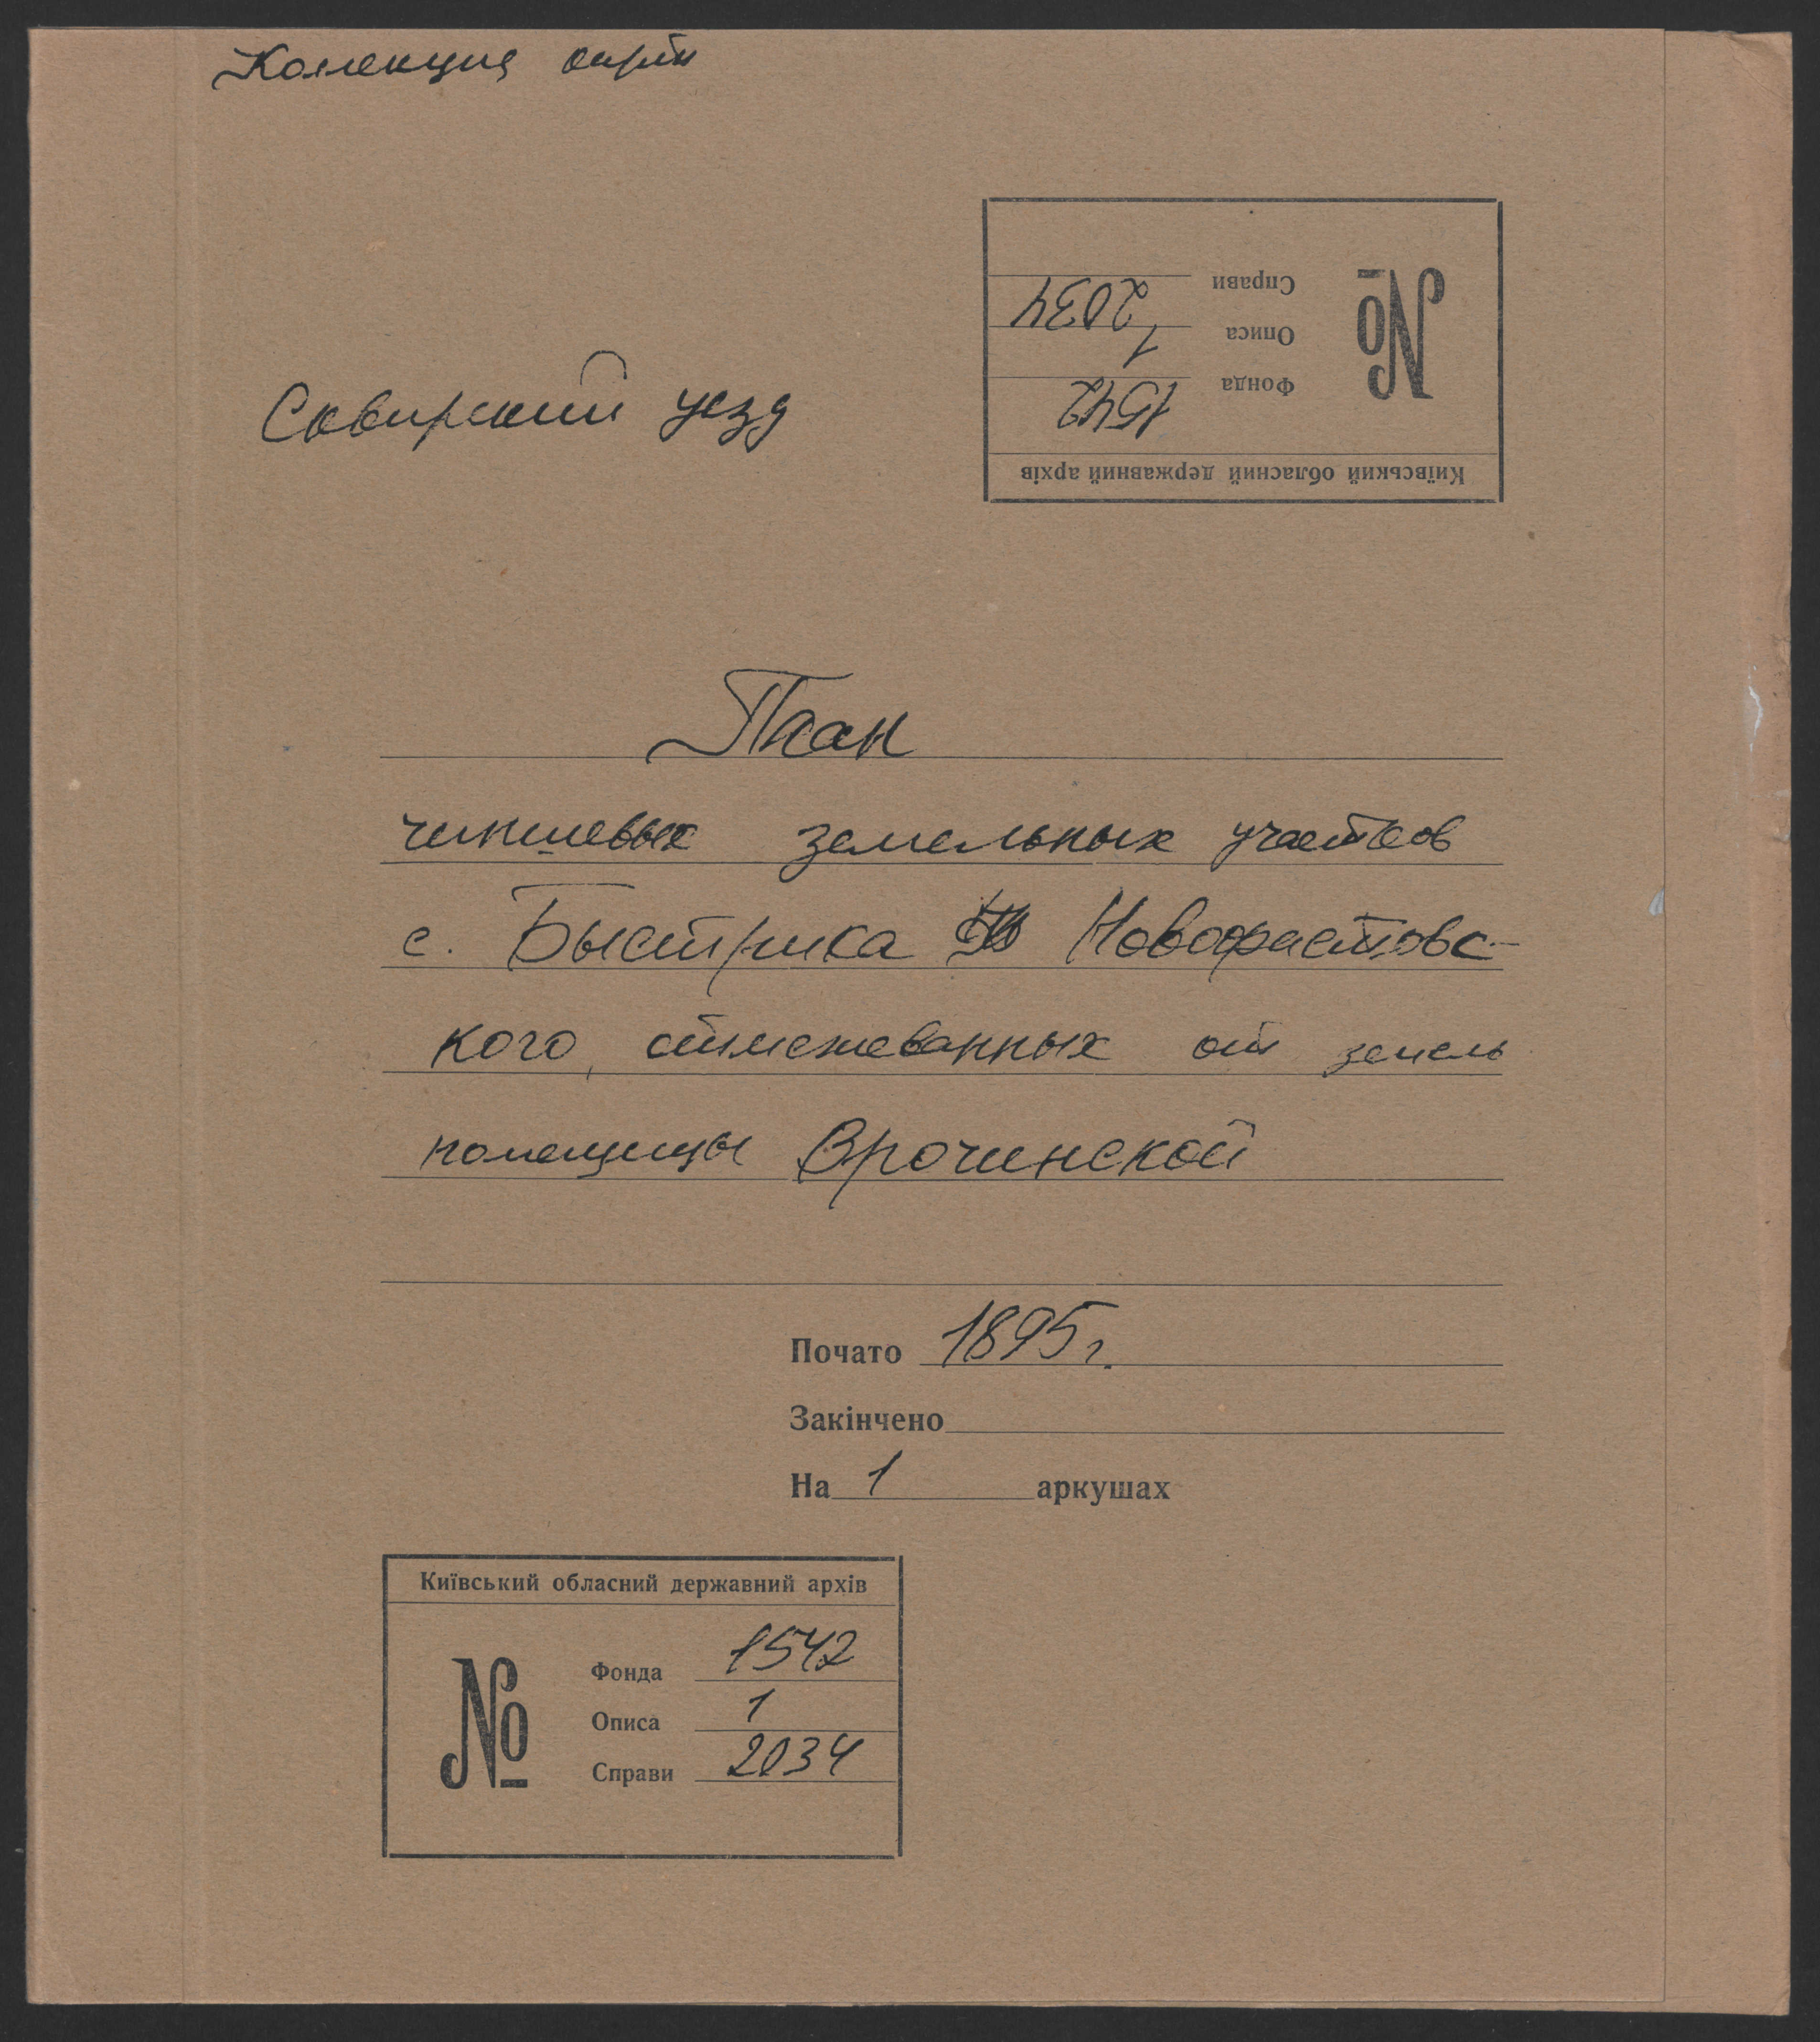 Коллекция карт
Справи 2034
Описа 1
Фонда 1542
№
Київський обласний державний архів
Сквирский уезд
План
чиншевых земельных участков
с. Быстрика Новофастовс-
кого, отмежеванных от земель
помещицы Врочинской
Почато 1895 г.
Закінчено
На 1 аркушах
Київський обласний державний архів
№
Фонда 1542
Описа 1
Справи 2034